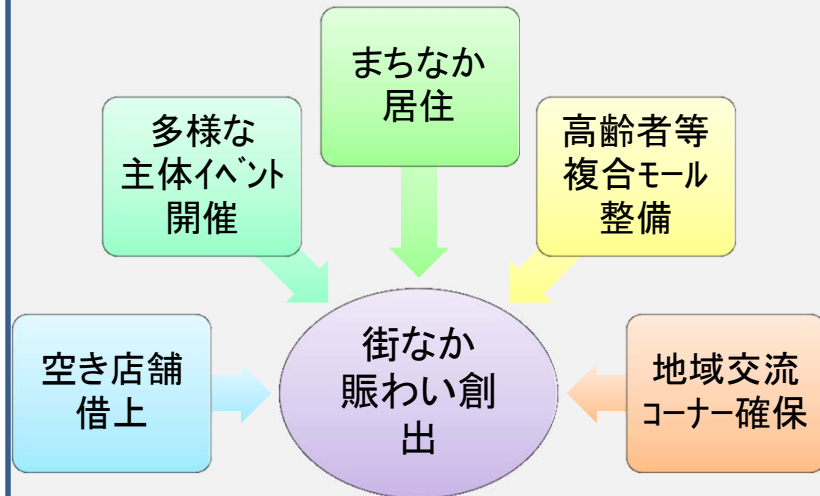 まちなか
居住
多様な
主体ｲﾍﾞﾝﾄ
開催
高齢者等
複合ﾓｰﾙ
整備
空き店舗
借上
街なか
賑わい創
出
地域交流
ｺｰﾅｰ確保